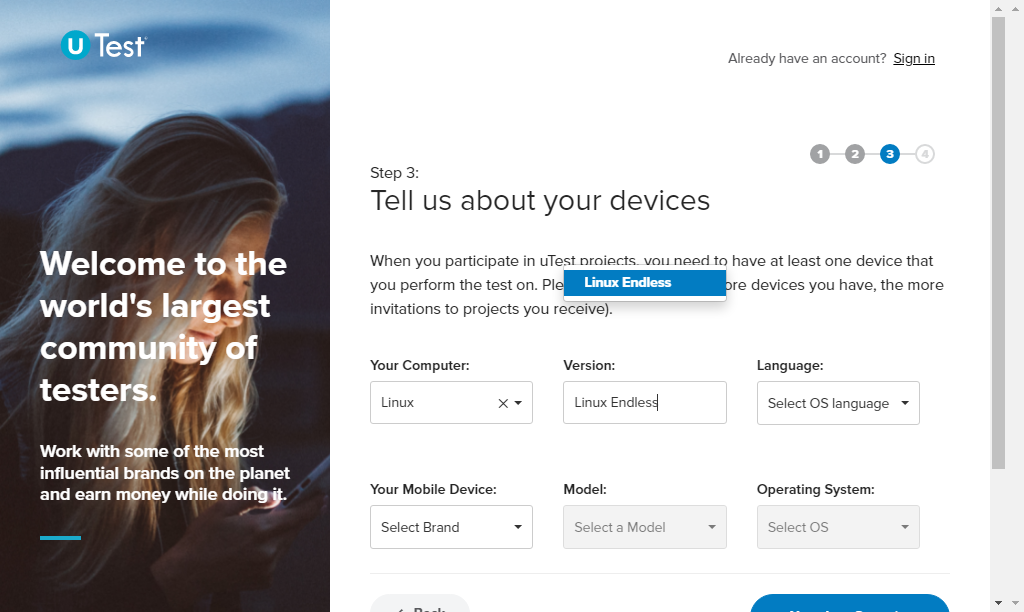 U Test
Already have an account? Sign in
1 2 3 4
Step 3:
Tell us about your devices
Welcome to the
world's largest
community of
testers.
Work with some of the most
influential brands on the planet
and earn money while doing it.
When you participate in uTest projects, you need to have at least one device that
you perform the test on. Ple ore devices you have, the more
invitations to projects you receive).
Linux Endless
Your Computer: Version: Language:
Linux Linux Endless Select OS language
Your Mobile Device: Model: Operating System:
Select Brand Select a Model Select OS
Back